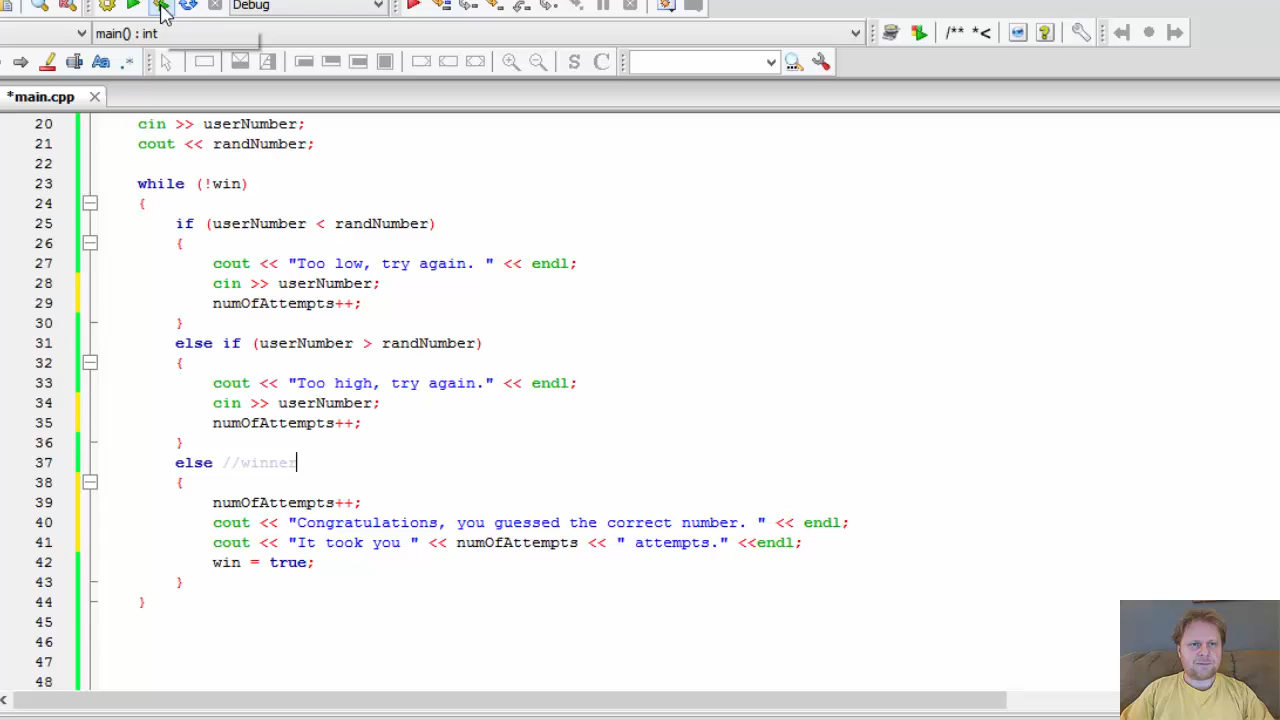 Debug
main() : int
/** *<
S C
*main.cpp
20 cin >> userNumber;
21 cout << randNumber;
22
23 while (!win)
24 {
25 if (userNumber < randNumber)
26 {
27 cout << "Too low, try again. " << endl;
28 cin >> userNumber;
29 numOfAttempts++;
30 }
31 else if (userNumber > randNumber)
32 {
33 cout << "Too high, try again." << endl;
34 cin >> userNumber;
35 numOfAttempts++;
36 }
37 else //winner
38 {
39 numOfAttempts++;
40 cout << "Congratulations, you guessed the correct number. " << endl;
41 cout << "It took you " << numOfAttempts << " attempts." <<endl;
42 win = true;
43 }
44 }
45
46
47
48